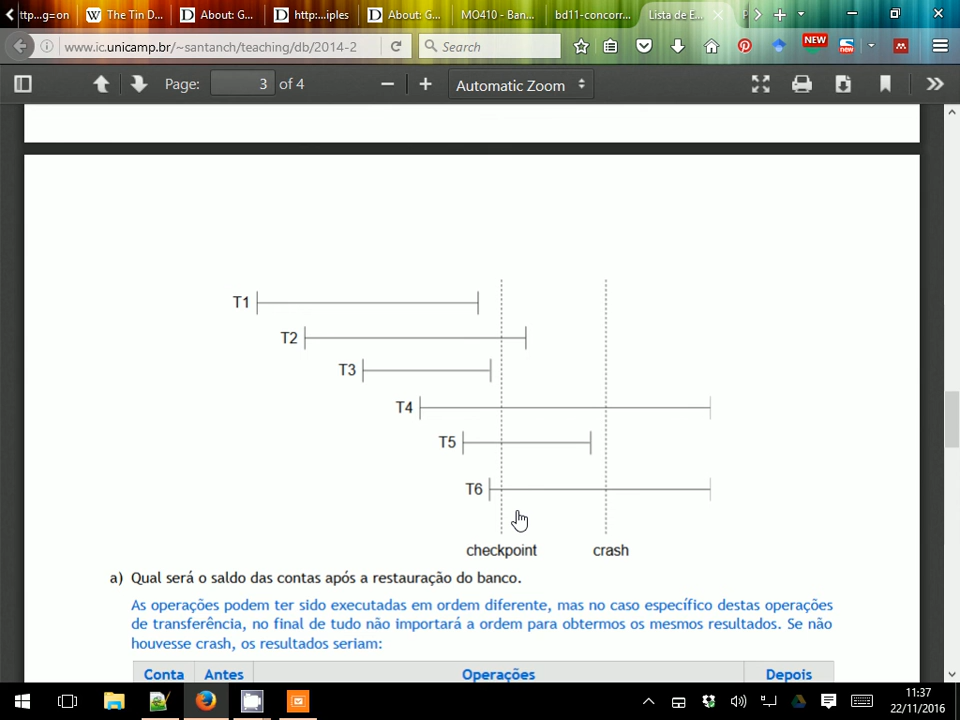 ttp...g=on
The Tin D...
About: G...
http:...iples
About: G...
MO410 - Ban...
bd11-concorr...
Lista de E...
www.ic.unicamp.br/~santanch/teaching/db/2014-2
Search
NEW
NEW
Page: 3 of 4
Automatic Zoom
T1
T2
T3
T4
T5
T6
checkpoint crash
a) Qual será o saldo das contas após a restauração do banco.
As operações podem ter sido executadas em ordem diferente, mas no caso específico destas operações
de transferência, no final de tudo não importará a ordem para obtermos os mesmos resultados. Se não
houvesse crash, os resultados seriam:
Conta Antes Operações Depois
11:37
22/11/2016